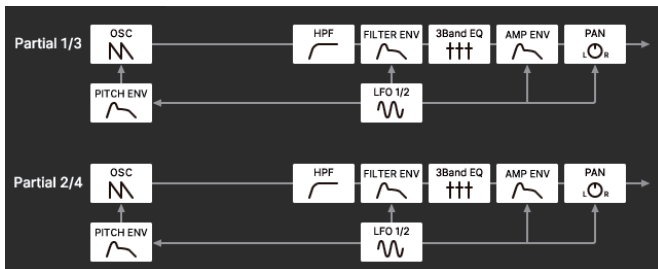 Partial 1/3
OSC
HPF
FILTER ENV
3Band EQ
AMP ENV
PAN
L R
PITCH ENV
LFO 1/2
Partial 2/4
OSC
HPF
FILTER ENV
3Band EQ
AMP ENV
PAN
L R
PITCH ENV
LFO 1/2